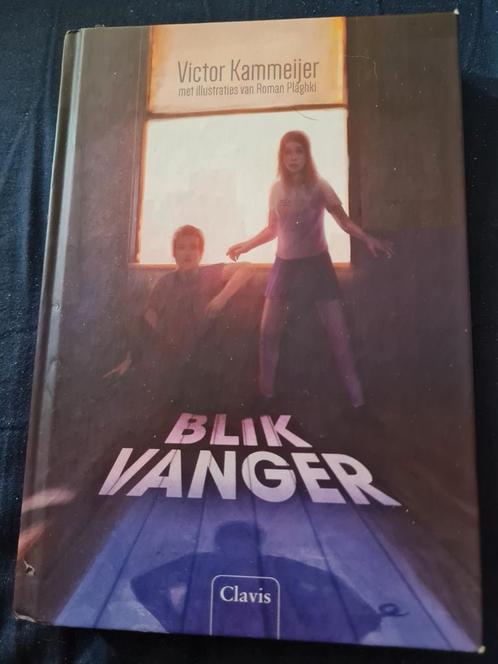 Victor Kammeijer
met illustraties van Roman Plaghki
BLIK
VANGER
Clavis